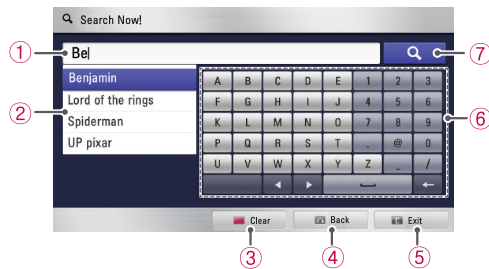 Search Now!
① Be ⑦
Benjamin
Lord of the rings
Spiderman
UP pixar
②
A B C D E 1 2 3
F G H I J 4 5 6
K L M N O 7 8 9
P Q R S T . @ 0
U V W X Y Z _ /
⑥
Clear Back Exit
③ ④ ⑤